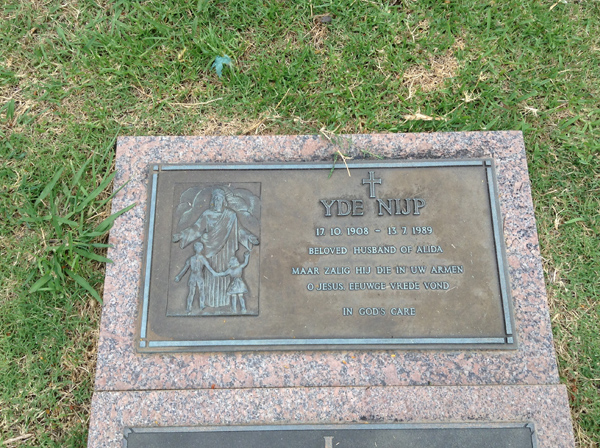 YDE NIJP
17.10.1908 - 13.7.1989
BELOVED HUSBAND OF ALIDA
MAAR ZALIG HIJ DIE IN UW ARMEN
O JESUS EEUWGE VREDE VOND
IN GOD'S CARE